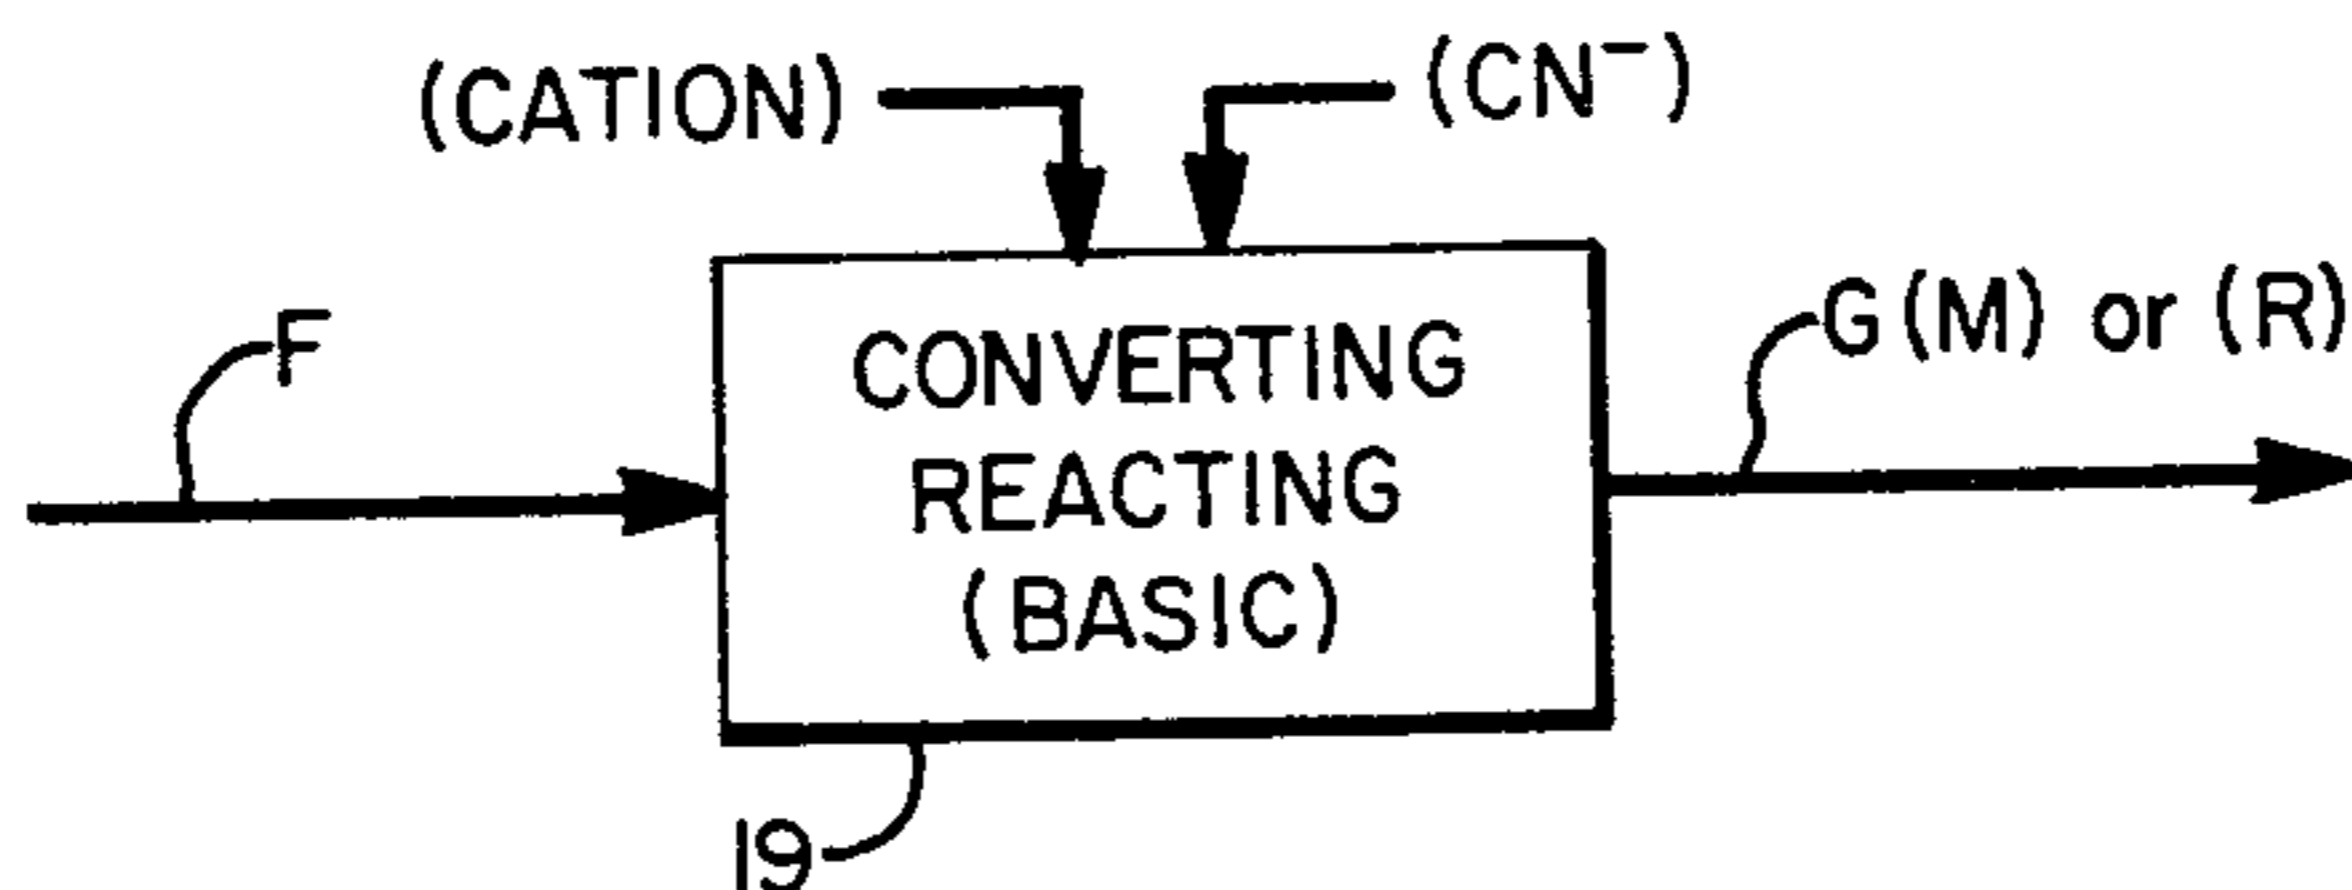 (CATION)
(CN⁻)
F
CONVERTING
REACTING
(BASIC)
G(M) or (R)
19